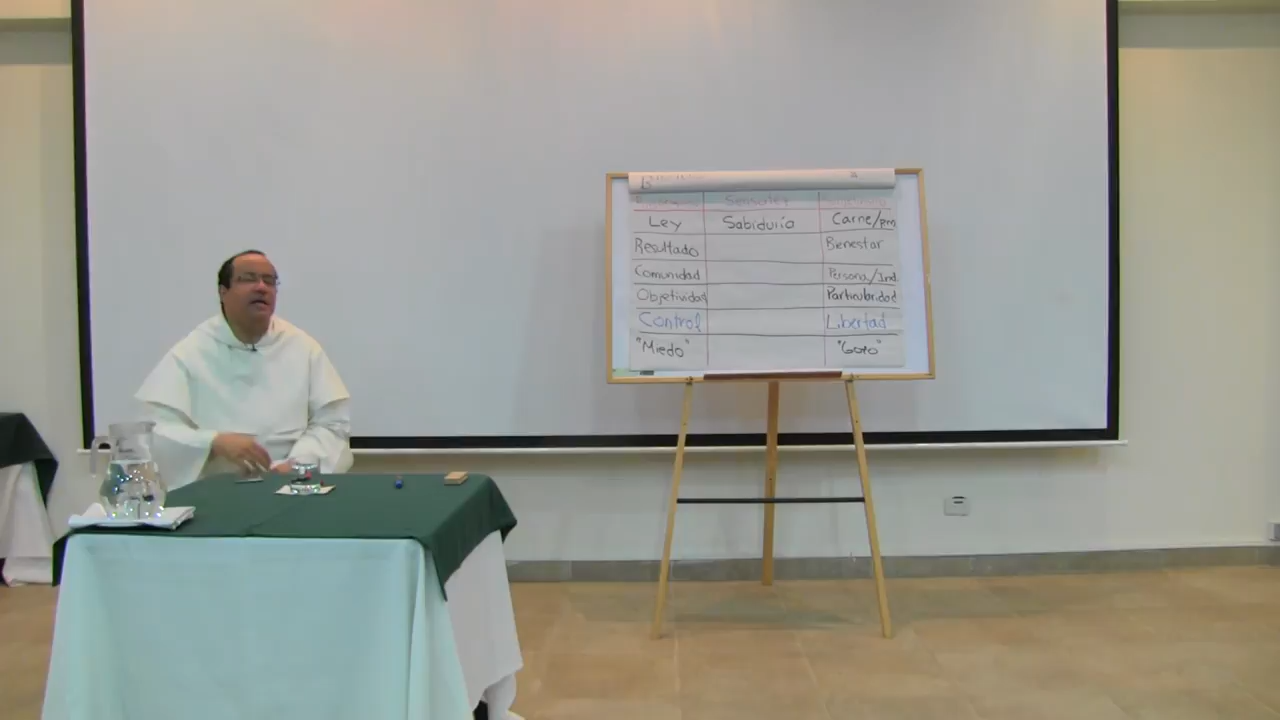 Ley Sabiduría Carne/
Resultado Bienestar
Comunidad Persona/Ind.
Objetividad Particularidad
Control Libertad
"Miedo" "Gozo"